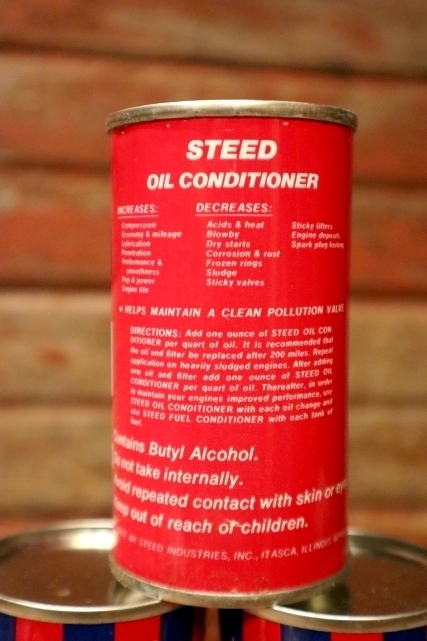 STEED
OIL CONDITIONER
INCREASES:
Compression
Economy & mileage
Lubrication
Penetration
Performance &
smoothness
Pep & power
Engine life
DECREASES:
Acids & heat
Blowby
Dry starts
Corrosion & rust
Frozen rings
Sludge
Sticky valves
Sticky lifters
Engine deposits
Spark plug fouling
• HELPS MAINTAIN A CLEAN POLLUTION VALVE
DIRECTIONS: Add one ounce of STEED OIL CON-
DITIONER per quart of oil. It is recommended that
the oil and filter be replaced after 200 miles. Repeat
application on heavily sludged engines. After adding
new oil and filter add one ounce of STEED OIL
CONDITIONER per quart of oil. Thereafter, in order
to maintain your engines improved performance, use
STEED OIL CONDITIONER with each oil change and
use STEED FUEL CONDITIONER with each tank of
fuel.
Contains Butyl Alcohol.
Do not take internally.
Avoid repeated contact with skin or eyes
Keep out of reach of children.
BY STEED INDUSTRIES, INC., ITASCA, ILLINOIS